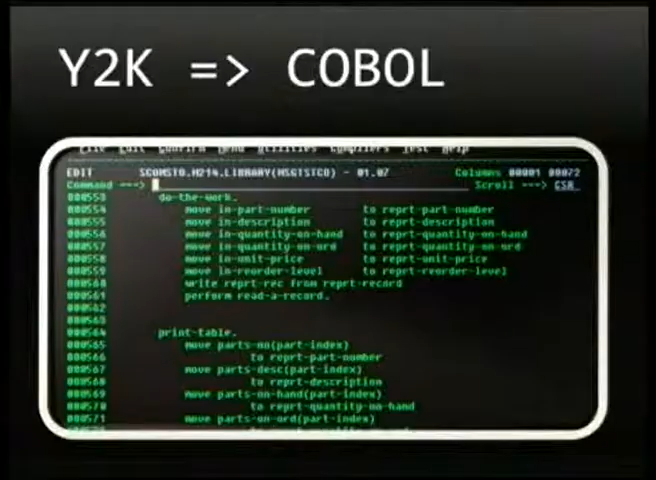 Y2K => COBOL
File Edit Confirm Menu Utilities Compilers Test Help
EDIT SCOMSTO.H214.LIBRARY(MSGTSTCO) - 01.07 Columns 00001 00072
Command ===> Scroll ===> CSR
000553 do-the-work.
000554 move in-part-number to reprt-part-number
000555 move in-description to reprt-description
000556 move in-quantity-on-hand to reprt-quantity-on-hand
000557 move in-quantity-on-ord to reprt-quantity-on-ord
000558 move in-unit-price to reprt-unit-price
000559 move in-reorder-level to reprt-reorder-level
000560 write reprt-rec from reprt-record
000561 perform read-a-record.
000562
000563
000564 print-table.
000565 move parts-no(part-index)
000566 to reprt-part-number
000567 move parts-desc(part-index)
000568 to reprt-description
000569 move parts-on-hand(part-index)
000570 to reprt-quantity-on-hand
000571 move parts-on-ord(part-index)